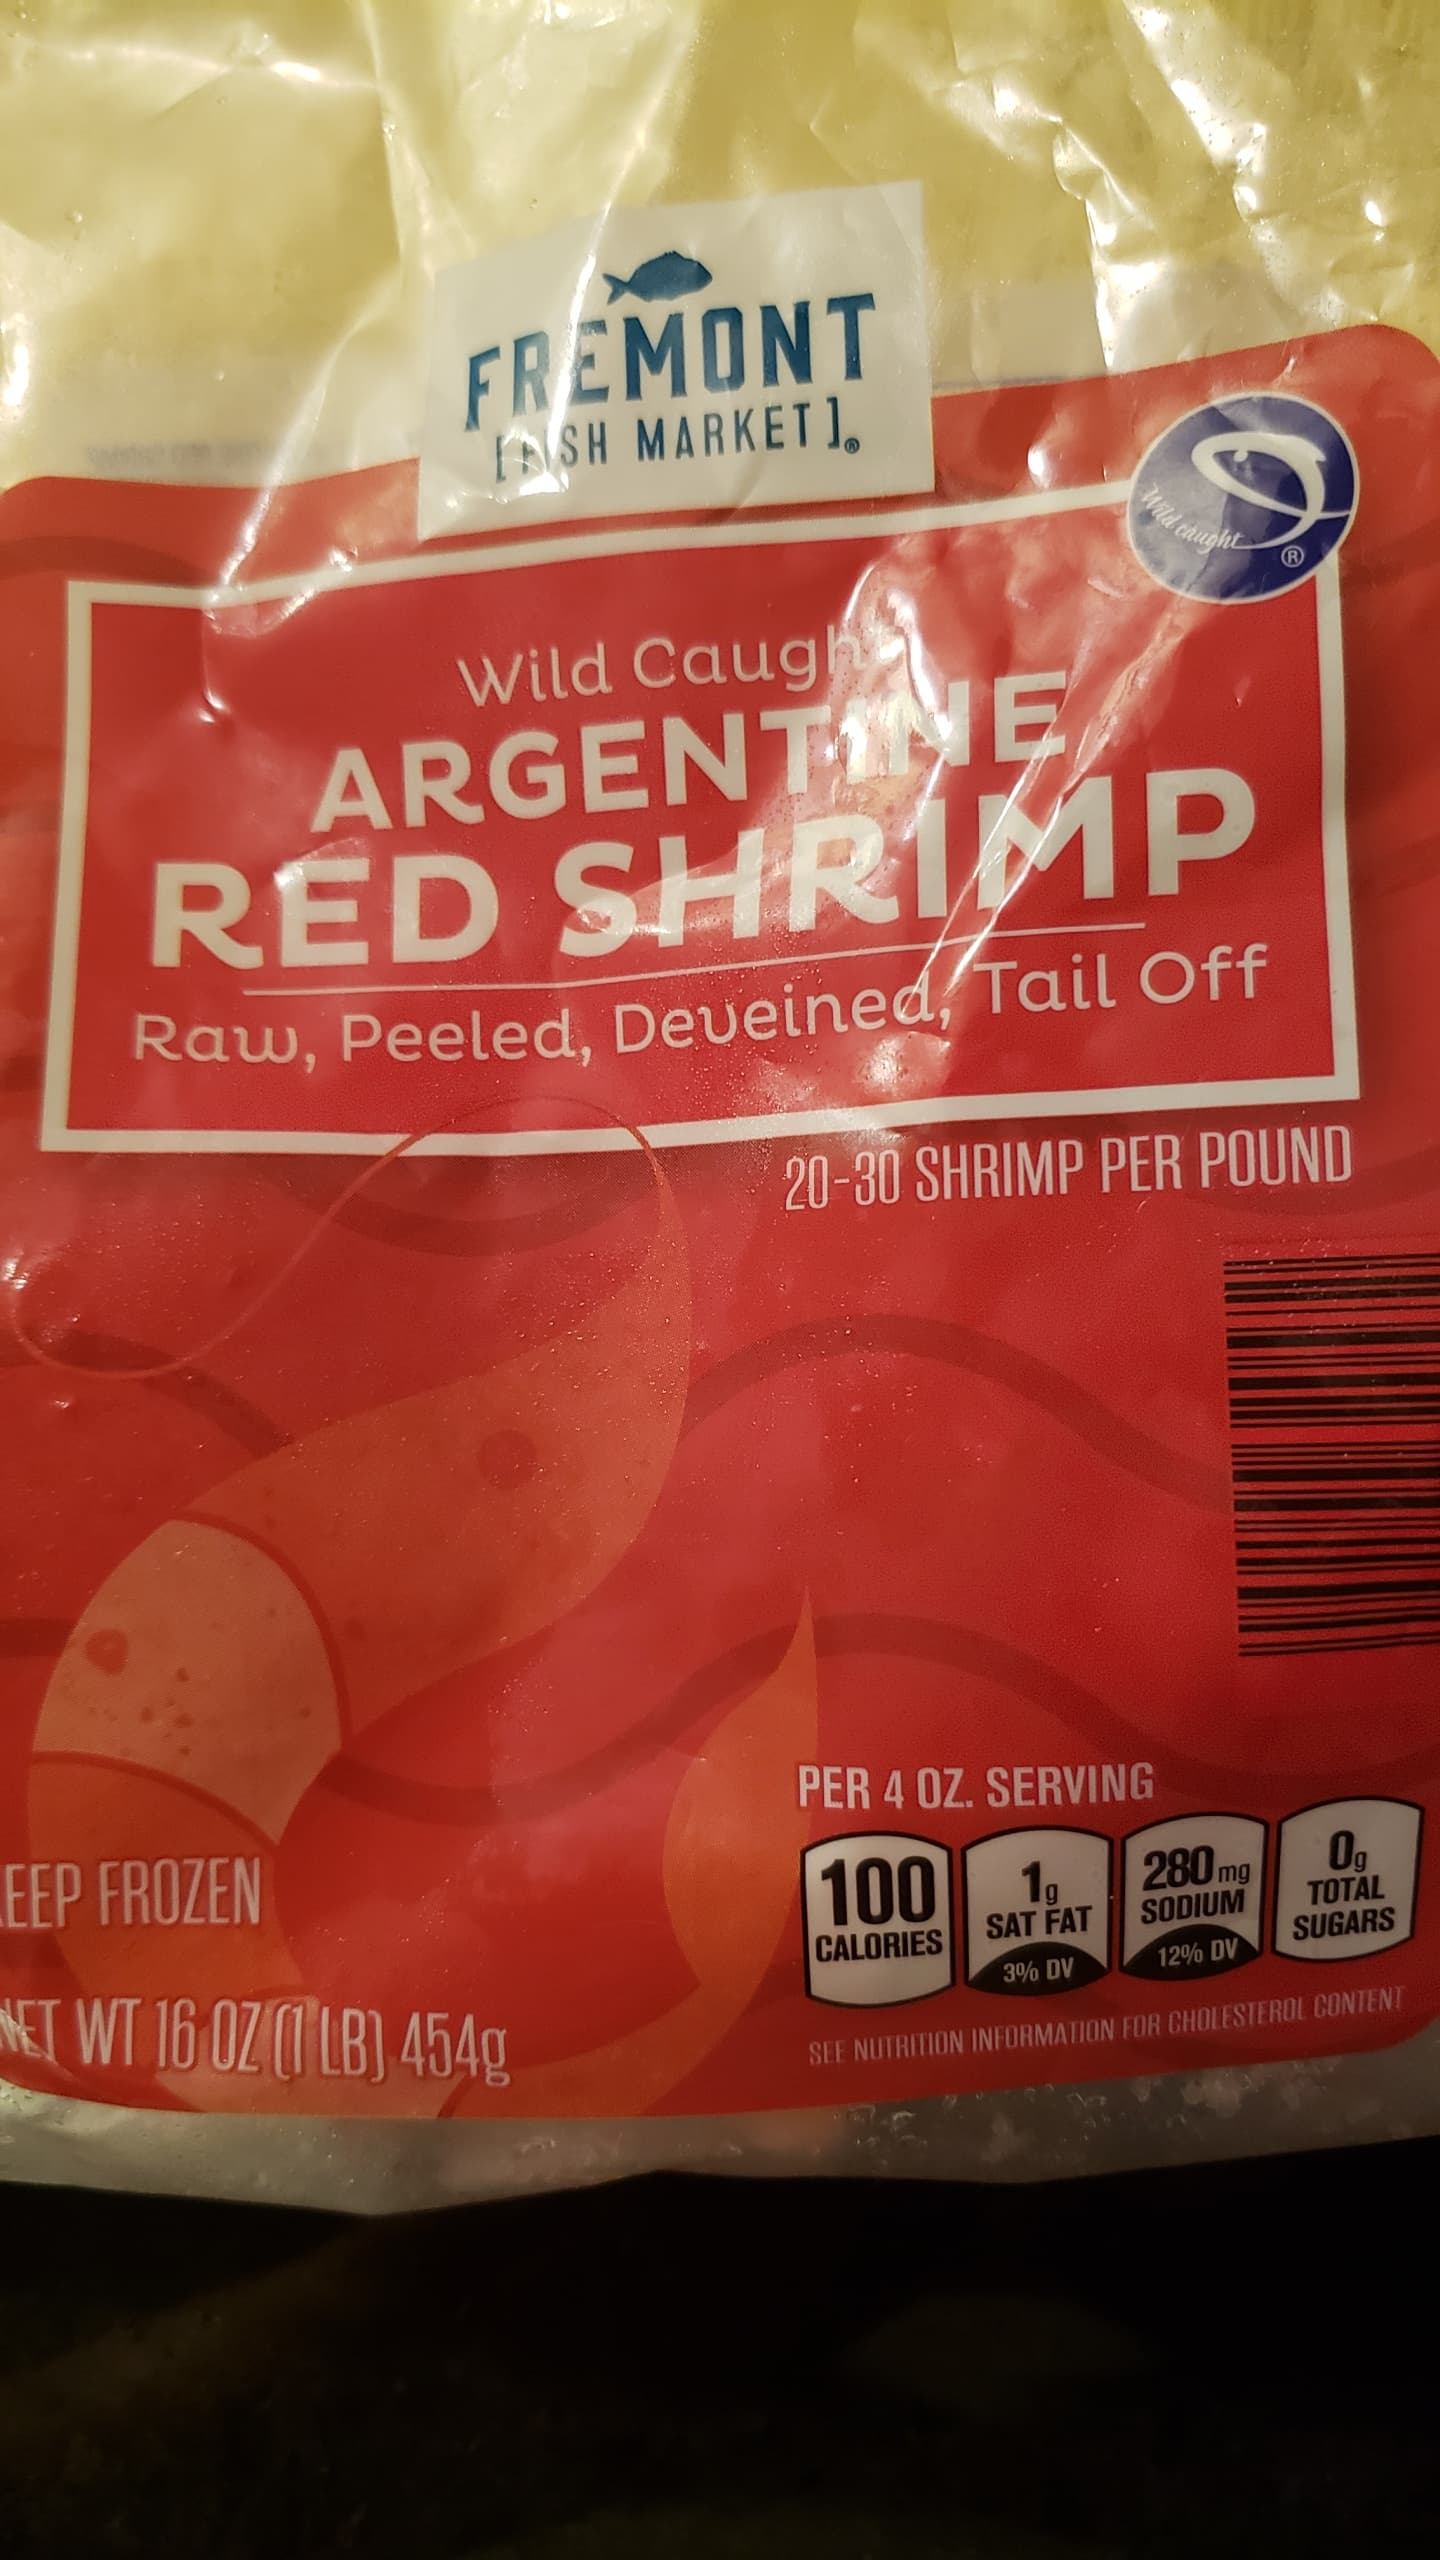 FREMONT
[FISH MARKET]®
Wild caught
®
Wild Caught
ARGENTINE
RED SHRIMP
Raw, Peeled, Deveined, Tail Off
20-30 SHRIMP PER POUND
PER 4 OZ. SERVING
100 CALORIES
1g SAT FAT 3% DV
280mg SODIUM 12% DV
0g TOTAL SUGARS
SEE NUTRITION INFORMATION FOR CHOLESTEROL CONTENT
EEP FROZEN
NET WT 16 OZ (1 LB) 454g